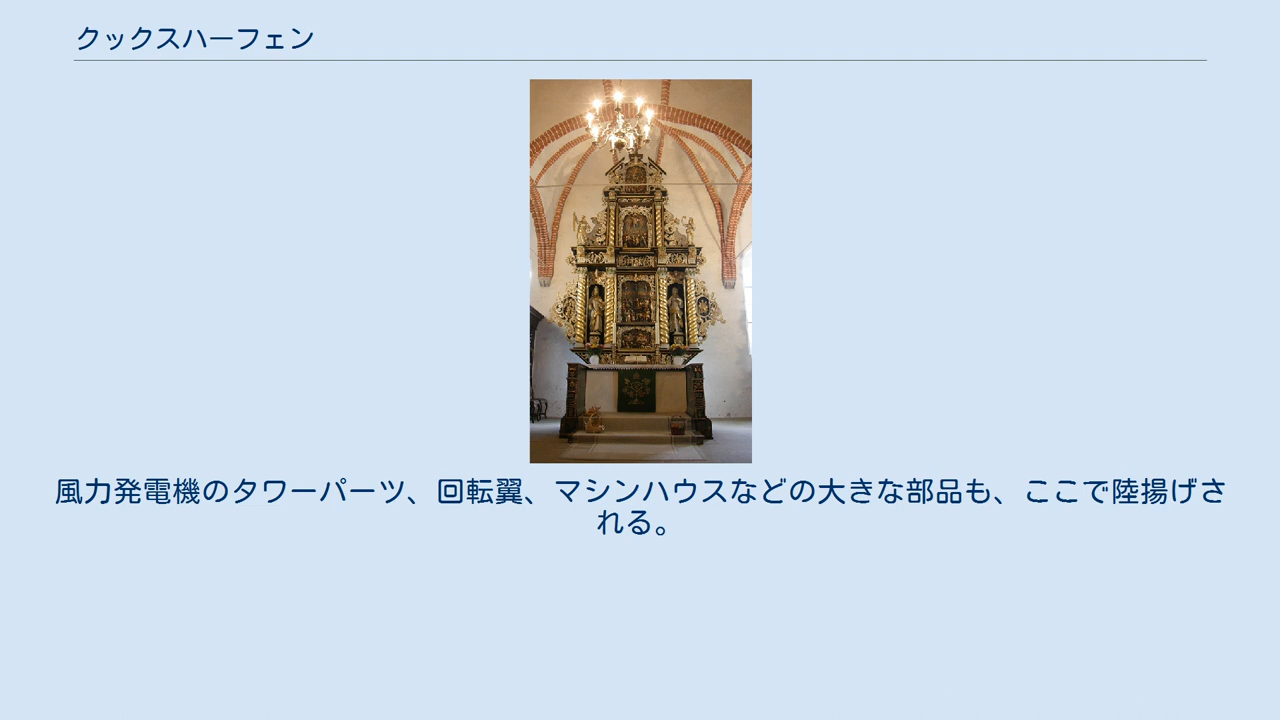 クックスハーフェン
風力発電機のタワーパーツ、回転翼、マシンハウスなどの大きな部品も、ここで陸揚げさ
れる。